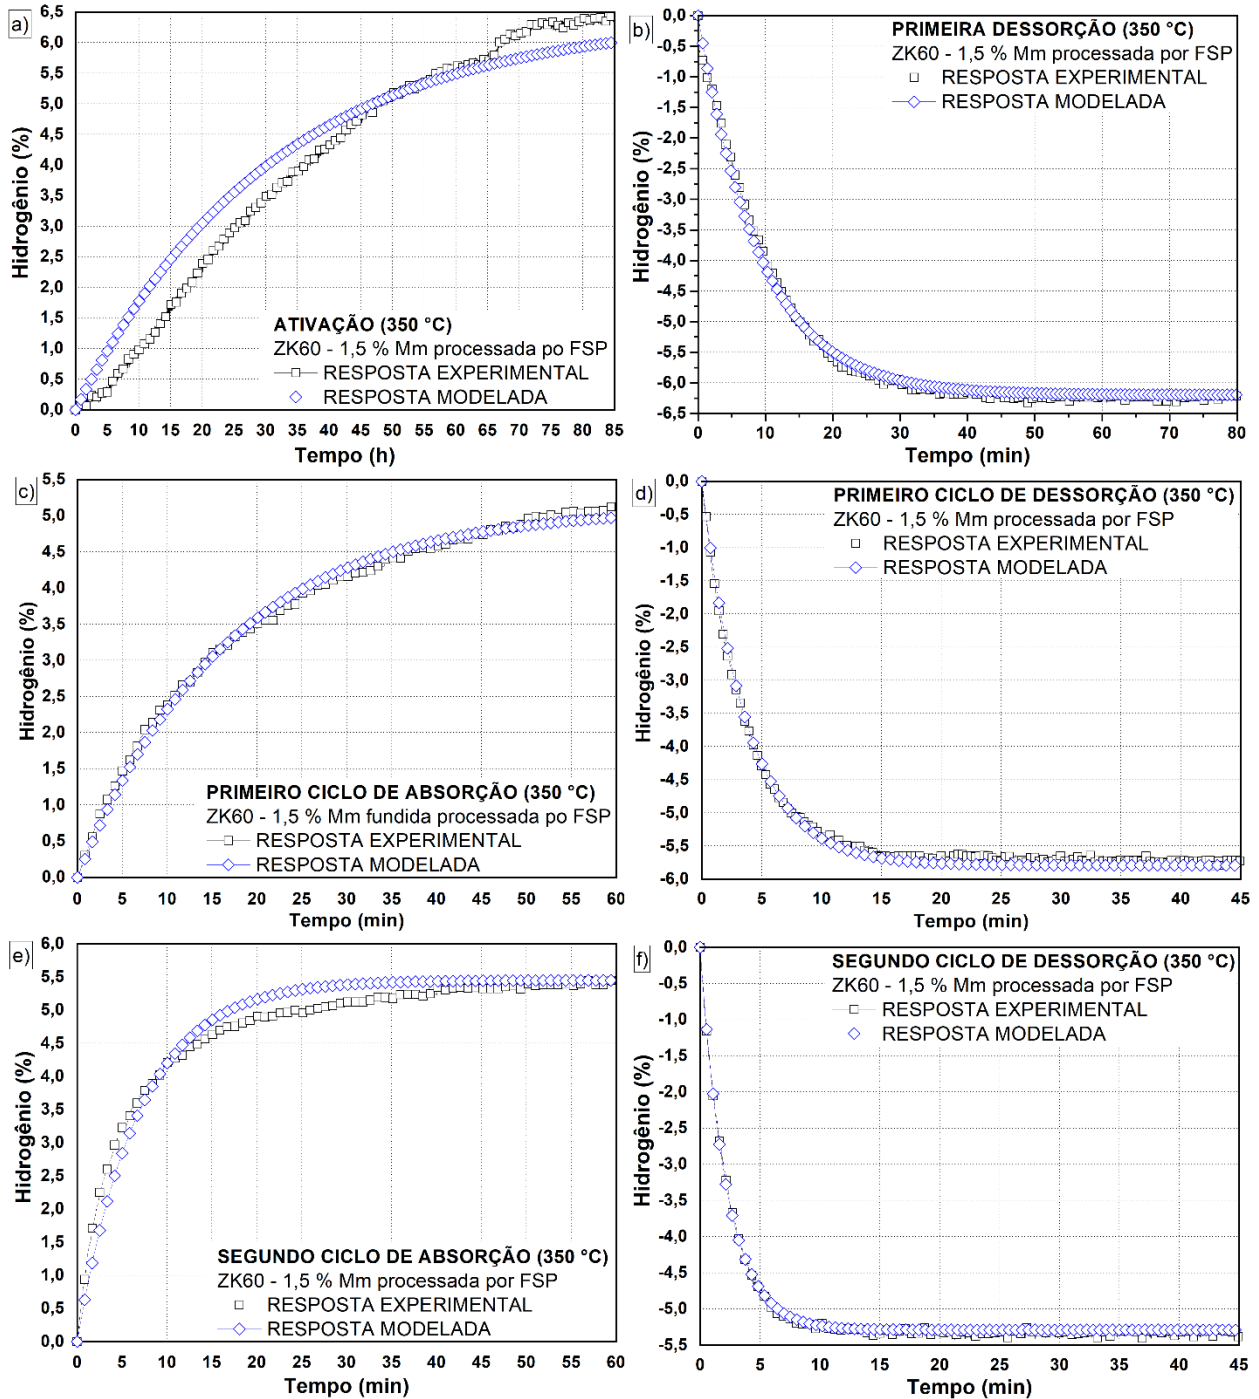 a)
Hidrogênio (%)
6,5
6,0
5,5
5,0
4,5
4,0
3,5
3,0
2,5
2,0
1,5
1,0
0,5
0,0
ATIVAÇÃO (350 °C)
ZK60 - 1,5 % Mm processada po FSP
RESPOSTA EXPERIMENTAL
RESPOSTA MODELADA
0 5 10 15 20 25 30 35 40 45 50 55 60 65 70 75 80 85
Tempo (h)
b)
Hidrogênio (%)
0,0
-0,5
-1,0
-1,5
-2,0
-2,5
-3,0
-3,5
-4,0
-4,5
-5,0
-5,5
-6,0
-6,5
PRIMEIRA DESSORÇÃO (350 °C)
ZK60 - 1,5 % Mm processada por FSP
RESPOSTA EXPERIMENTAL
RESPOSTA MODELADA
0 10 20 30 40 50 60 70 80
Tempo (min)
c)
Hidrogênio (%)
5,5
5,0
4,5
4,0
3,5
3,0
2,5
2,0
1,5
1,0
0,5
0,0
PRIMEIRO CICLO DE ABSORÇÃO (350 °C)
ZK60 - 1,5 % Mm fundida processada po FSP
RESPOSTA EXPERIMENTAL
RESPOSTA MODELADA
0 5 10 15 20 25 30 35 40 45 50 55 60
Tempo (min)
d)
Hidrogênio (%)
0,0
-0,5
-1,0
-1,5
-2,0
-2,5
-3,0
-3,5
-4,0
-4,5
-5,0
-5,5
-6,0
PRIMEIRO CICLO DE DESSORÇÃO (350 °C)
ZK60 - 1,5 % Mm processada por FSP
RESPOSTA EXPERIMENTAL
RESPOSTA MODELADA
0 5 10 15 20 25 30 35 40 45
Tempo (min)
e)
Hidrogênio (%)
6,0
5,5
5,0
4,5
4,0
3,5
3,0
2,5
2,0
1,5
1,0
0,5
0,0
SEGUNDO CICLO DE ABSORÇÃO (350 °C)
ZK60 - 1,5 % Mm processada por FSP
RESPOSTA EXPERIMENTAL
RESPOSTA MODELADA
0 5 10 15 20 25 30 35 40 45 50 55 60
Tempo (min)
f)
Hidrogênio (%)
0,0
-0,5
-1,0
-1,5
-2,0
-2,5
-3,0
-3,5
-4,0
-4,5
-5,0
-5,5
SEGUNDO CICLO DE DESSORÇÃO (350 °C)
ZK60 - 1,5 % Mm processada por FSP
RESPOSTA EXPERIMENTAL
RESPOSTA MODELADA
0 5 10 15 20 25 30 35 40 45
Tempo (min)